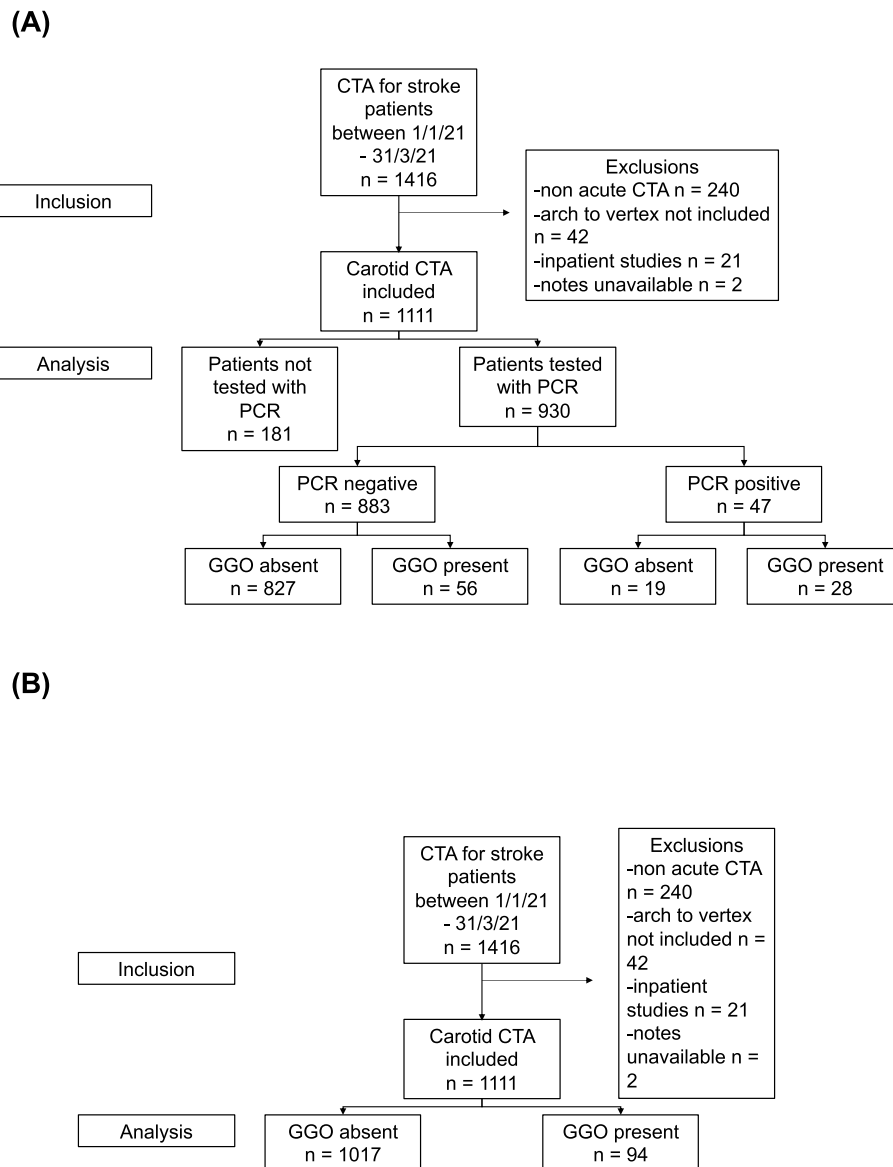 (A)
CTA for stroke
patients
between 1/1/21
- 31/3/21
n = 1416
Exclusions
-non acute CTA n = 240
-arch to vertex not included
n = 42
-inpatient studies n = 21
-notes unavailable n = 2
Inclusion
Carotid CTA
included
n = 1111
Analysis
Patients not
tested with
PCR
n = 181
Patients tested
with PCR
n = 930
PCR negative
n = 883
PCR positive
n = 47
GGO absent
n = 827
GGO present
n = 56
GGO absent
n = 19
GGO present
n = 28
(B)
CTA for stroke
patients
between 1/1/21
- 31/3/21
n = 1416
Exclusions
-non acute CTA
n = 240
-arch to vertex
not included n =
42
-inpatient
studies n = 21
-notes
unavailable n =
2
Inclusion
Carotid CTA
included
n = 1111
Analysis
GGO absent
n = 1017
GGO present
n = 94